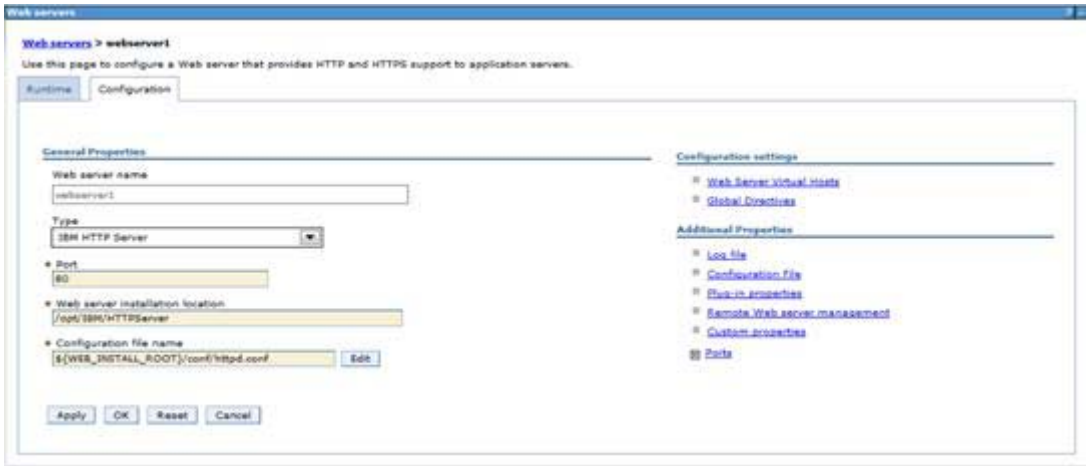 Web servers
? -
Web servers > webserver1
Use this page to configure a Web server that provides HTTP and HTTPS support to application servers.
Runtime Configuration
General Properties
Web server name
webserver1
Type
IBM HTTP Server
* Port
80
* Web server installation location
/opt/IBM/HTTPServer
* Configuration file name
${WEB_INSTALL_ROOT}/conf/httpd.conf Edit
Apply OK Reset Cancel
Configuration settings
Web Server Virtual Hosts
Global Directives
Additional Properties
Log file
Configuration File
Plug-in properties
Remote Web server management
Custom properties
Ports